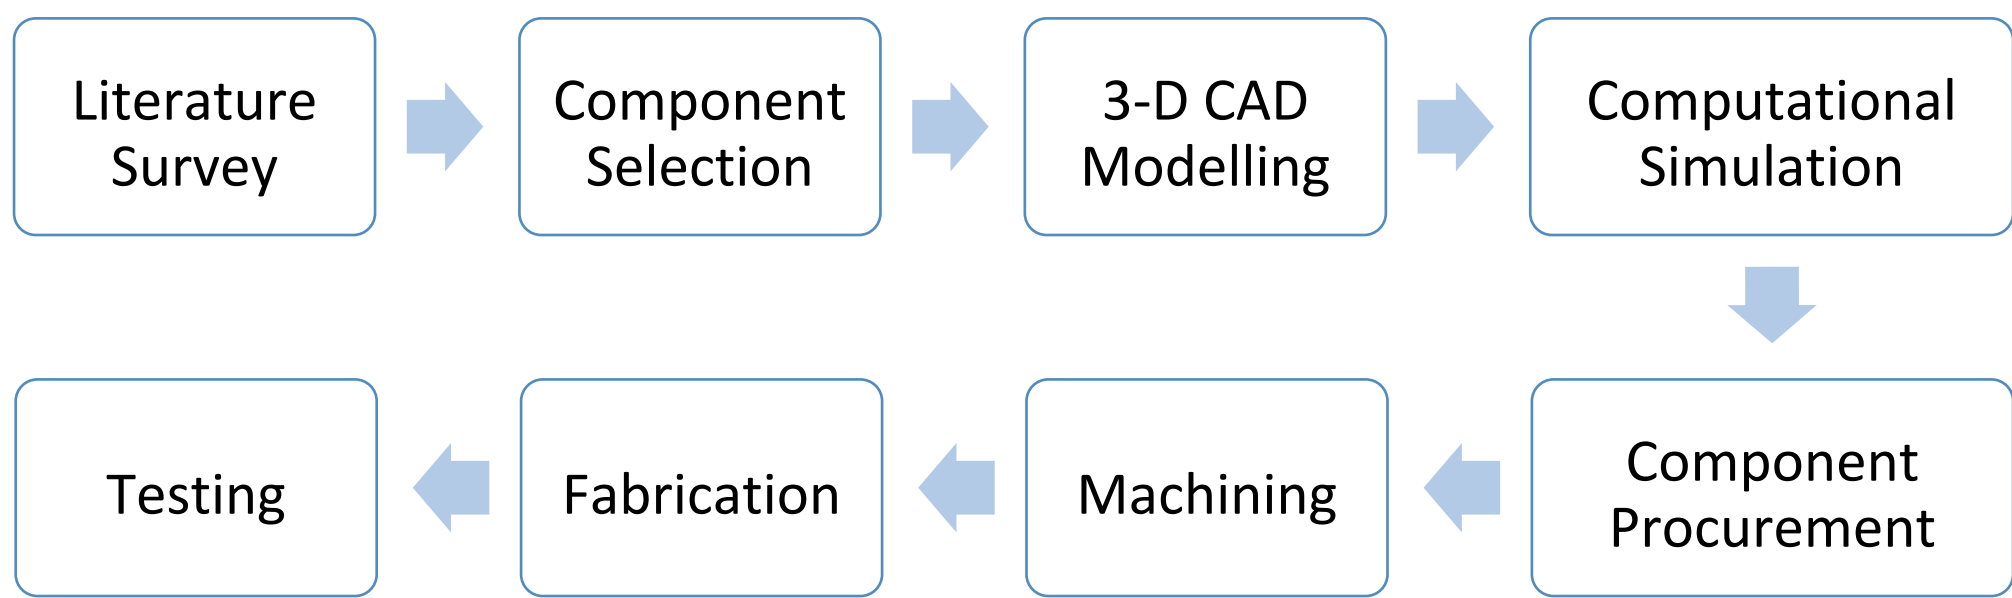 Literature
Survey
Component
Selection
3-D CAD
Modelling
Computational
Simulation
Component
Procurement
Machining
Fabrication
Testing